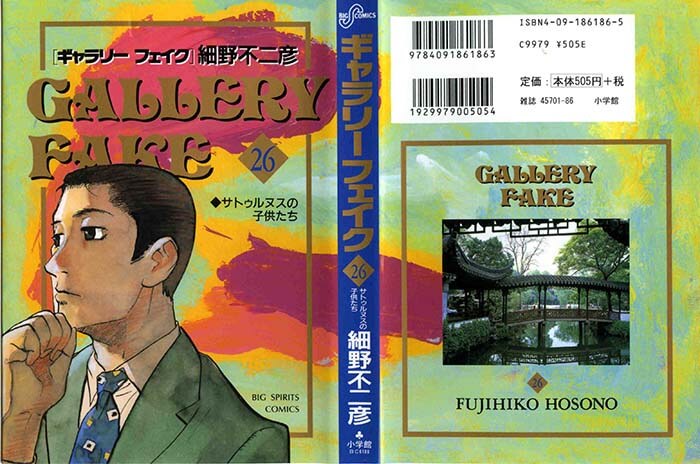 [ギャラリー フェイク]細野不二彦
GALLERY
FAKE
26
◆サトゥルヌスの
子供たち
BIG SPIRITS
COMICS
BIG COMICS
ギャラリーフェイク
26
サトゥルヌスの
子供たち
細野不二彦
小学館
ISBN4-09-186186-5
C9979 ¥505E
9784091861863
定価:本体505円+税
雑誌 45701-86 小学館
1929979005054
GALLERY
FAKE
26
FUJIHIKO HOSONO